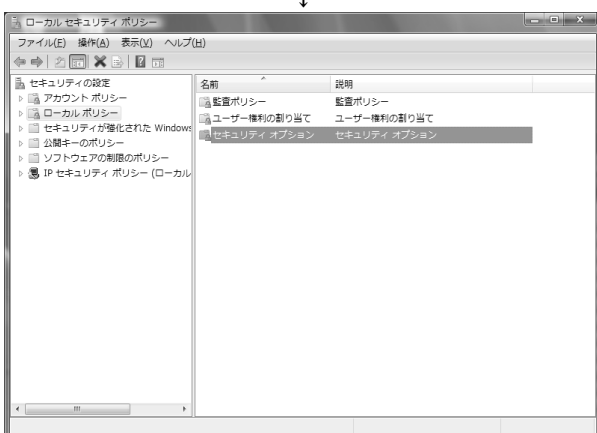 ↓
ローカル セキュリティ ポリシー
ファイル(F) 操作(A) 表示(V) ヘルプ(H)
セキュリティの設定
アカウント ポリシー
ローカル ポリシー
セキュリティが強化された Windows
公開キーのポリシー
ソフトウェアの制限のポリシー
IP セキュリティ ポリシー (ローカル
名前 説明
監査ポリシー 監査ポリシー
ユーザー権利の割り当て ユーザー権利の割り当て
セキュリティ オプション セキュリティ オプション